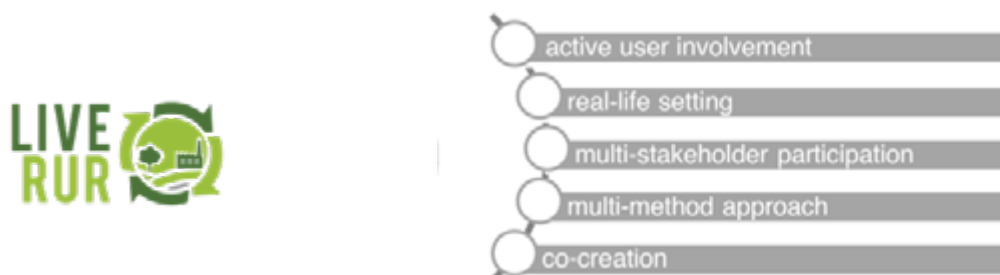 LIVE
RUR
active user involvement
real-life setting
multi-stakeholder participation
multi-method approach
co-creation